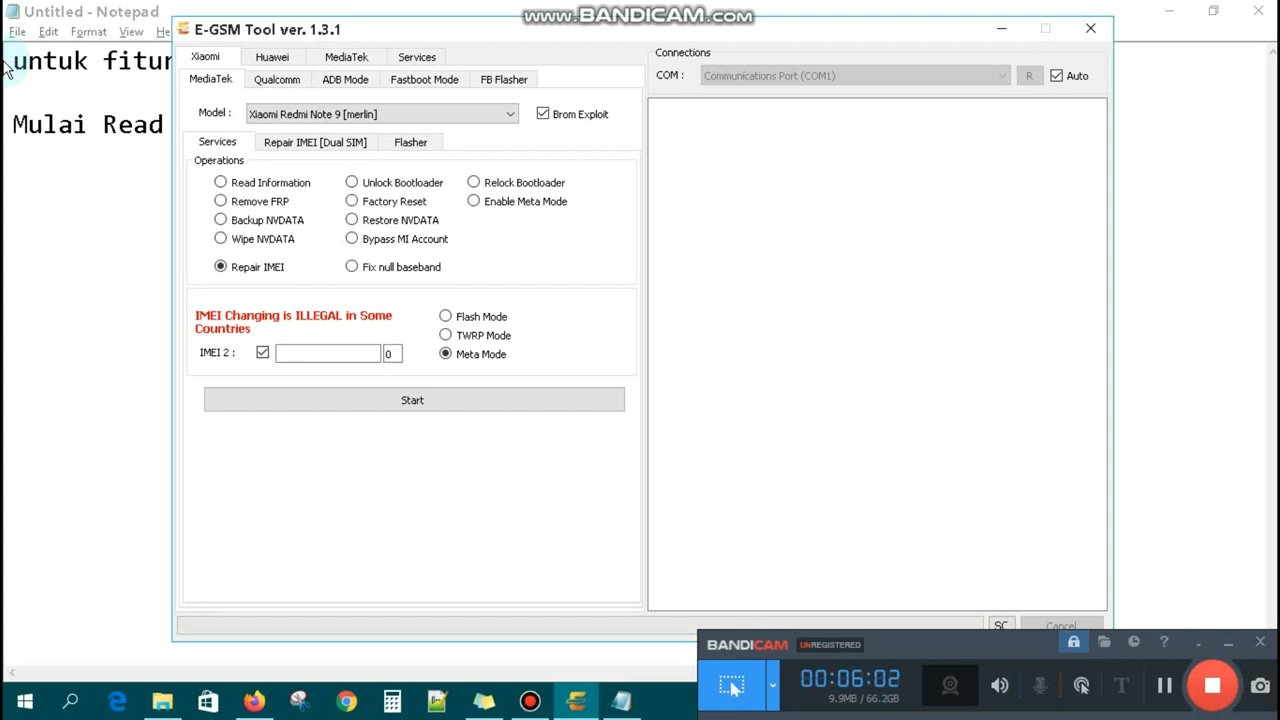 Untitled - Notepad
www.BANDICAM.com
File Edit Format View He
untuk fitur
Mulai Read
E-GSM Tool ver. 1.3.1
Xiaomi Huawei MediaTek Services
MediaTek Qualcomm ADB Mode Fastboot Mode FB Flasher
Model : Xiaomi Redmi Note 9 [merlin] Brom Exploit
Services Repair IMEI [Dual SIM] Flasher
Operations
Read Information Unlock Bootloader Relock Bootloader
Remove FRP Factory Reset Enable Meta Mode
Backup NVDATA Restore NVDATA
Wipe NVDATA Bypass MI Account
Repair IMEI Fix null baseband
IMEI Changing is ILLEGAL in Some
Countries
Flash Mode
TWRP Mode
IMEI 2 : 0 Meta Mode
Start
Connections
COM : Communications Port (COM1) R Auto
SC Cancel
BANDICAM UNREGISTERED
00:06:02
9.9MB / 66.2GB